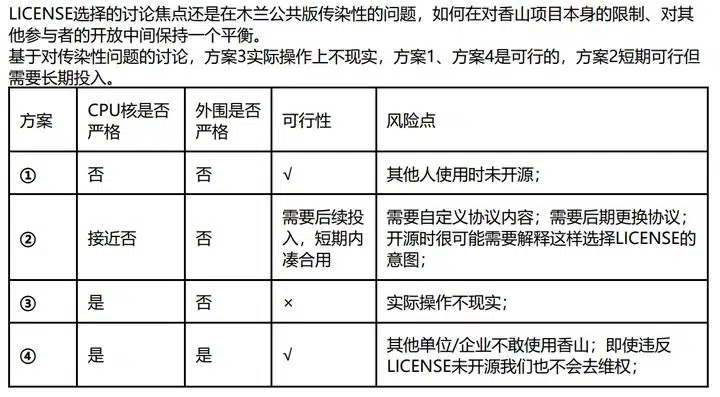 LICENSE选择的讨论焦点还是在木兰公共版传染性的问题，如何在对香山项目本身的限制、对其
他参与者的开放中间保持一个平衡。
基于对传染性问题的讨论，方案3实际操作上不现实，方案1、方案4是可行的，方案2短期可行但
需要长期投入。
方案 CPU核是否 外围是否 可行性 风险点
严格 严格
① 否 否 √ 其他人使用时未开源；
② 接近否 否 需要后续投 需要自定义协议内容；需要后期更换协议；
入，短期内 开源时很可能需要解释这样选择LICENSE的
凑合用 意图；
③ 是 否 × 实际操作不现实；
④ 是 是 √ 其他单位/企业不敢使用香山；即使违反
LICENSE未开源我们也不会去维权；